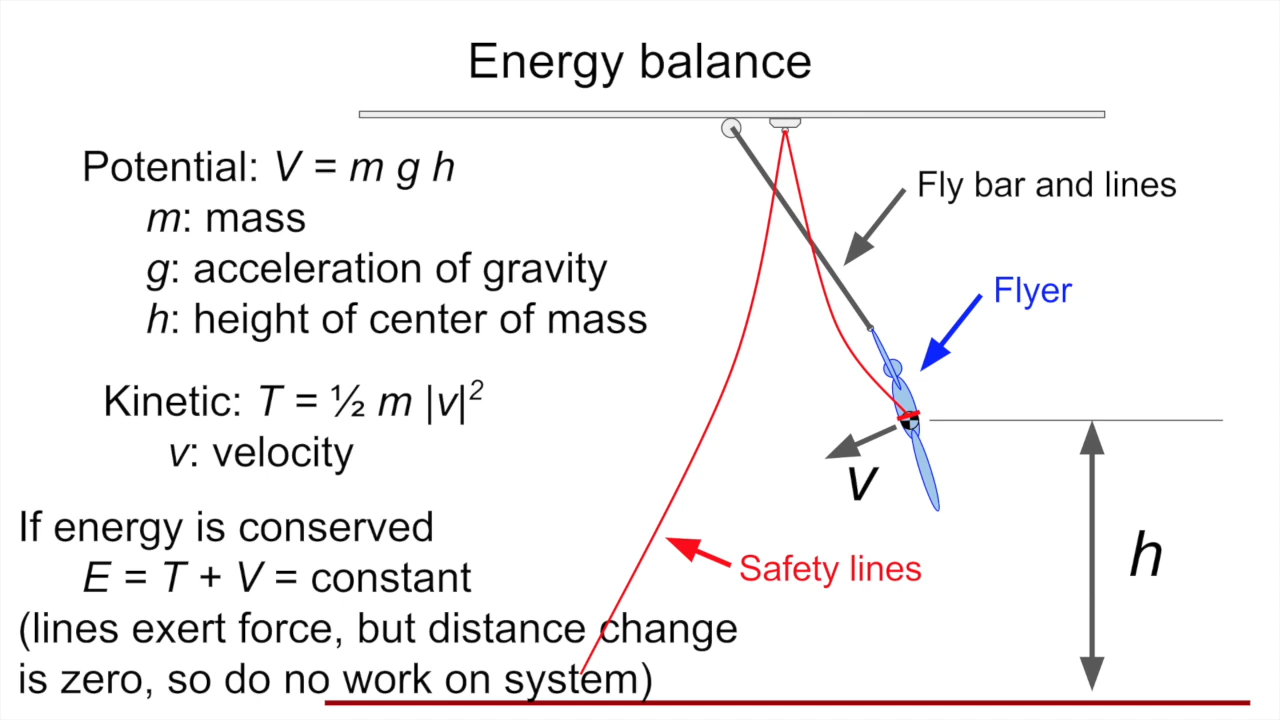 Energy balance
Potential: V = m g h
m: mass
g: acceleration of gravity
h: height of center of mass
Kinetic: T = ½ m |v|²
v: velocity
If energy is conserved
E = T + V = constant
(lines exert force, but distance change
is zero, so do no work on system)
Fly bar and lines
Flyer
v
h
Safety lines